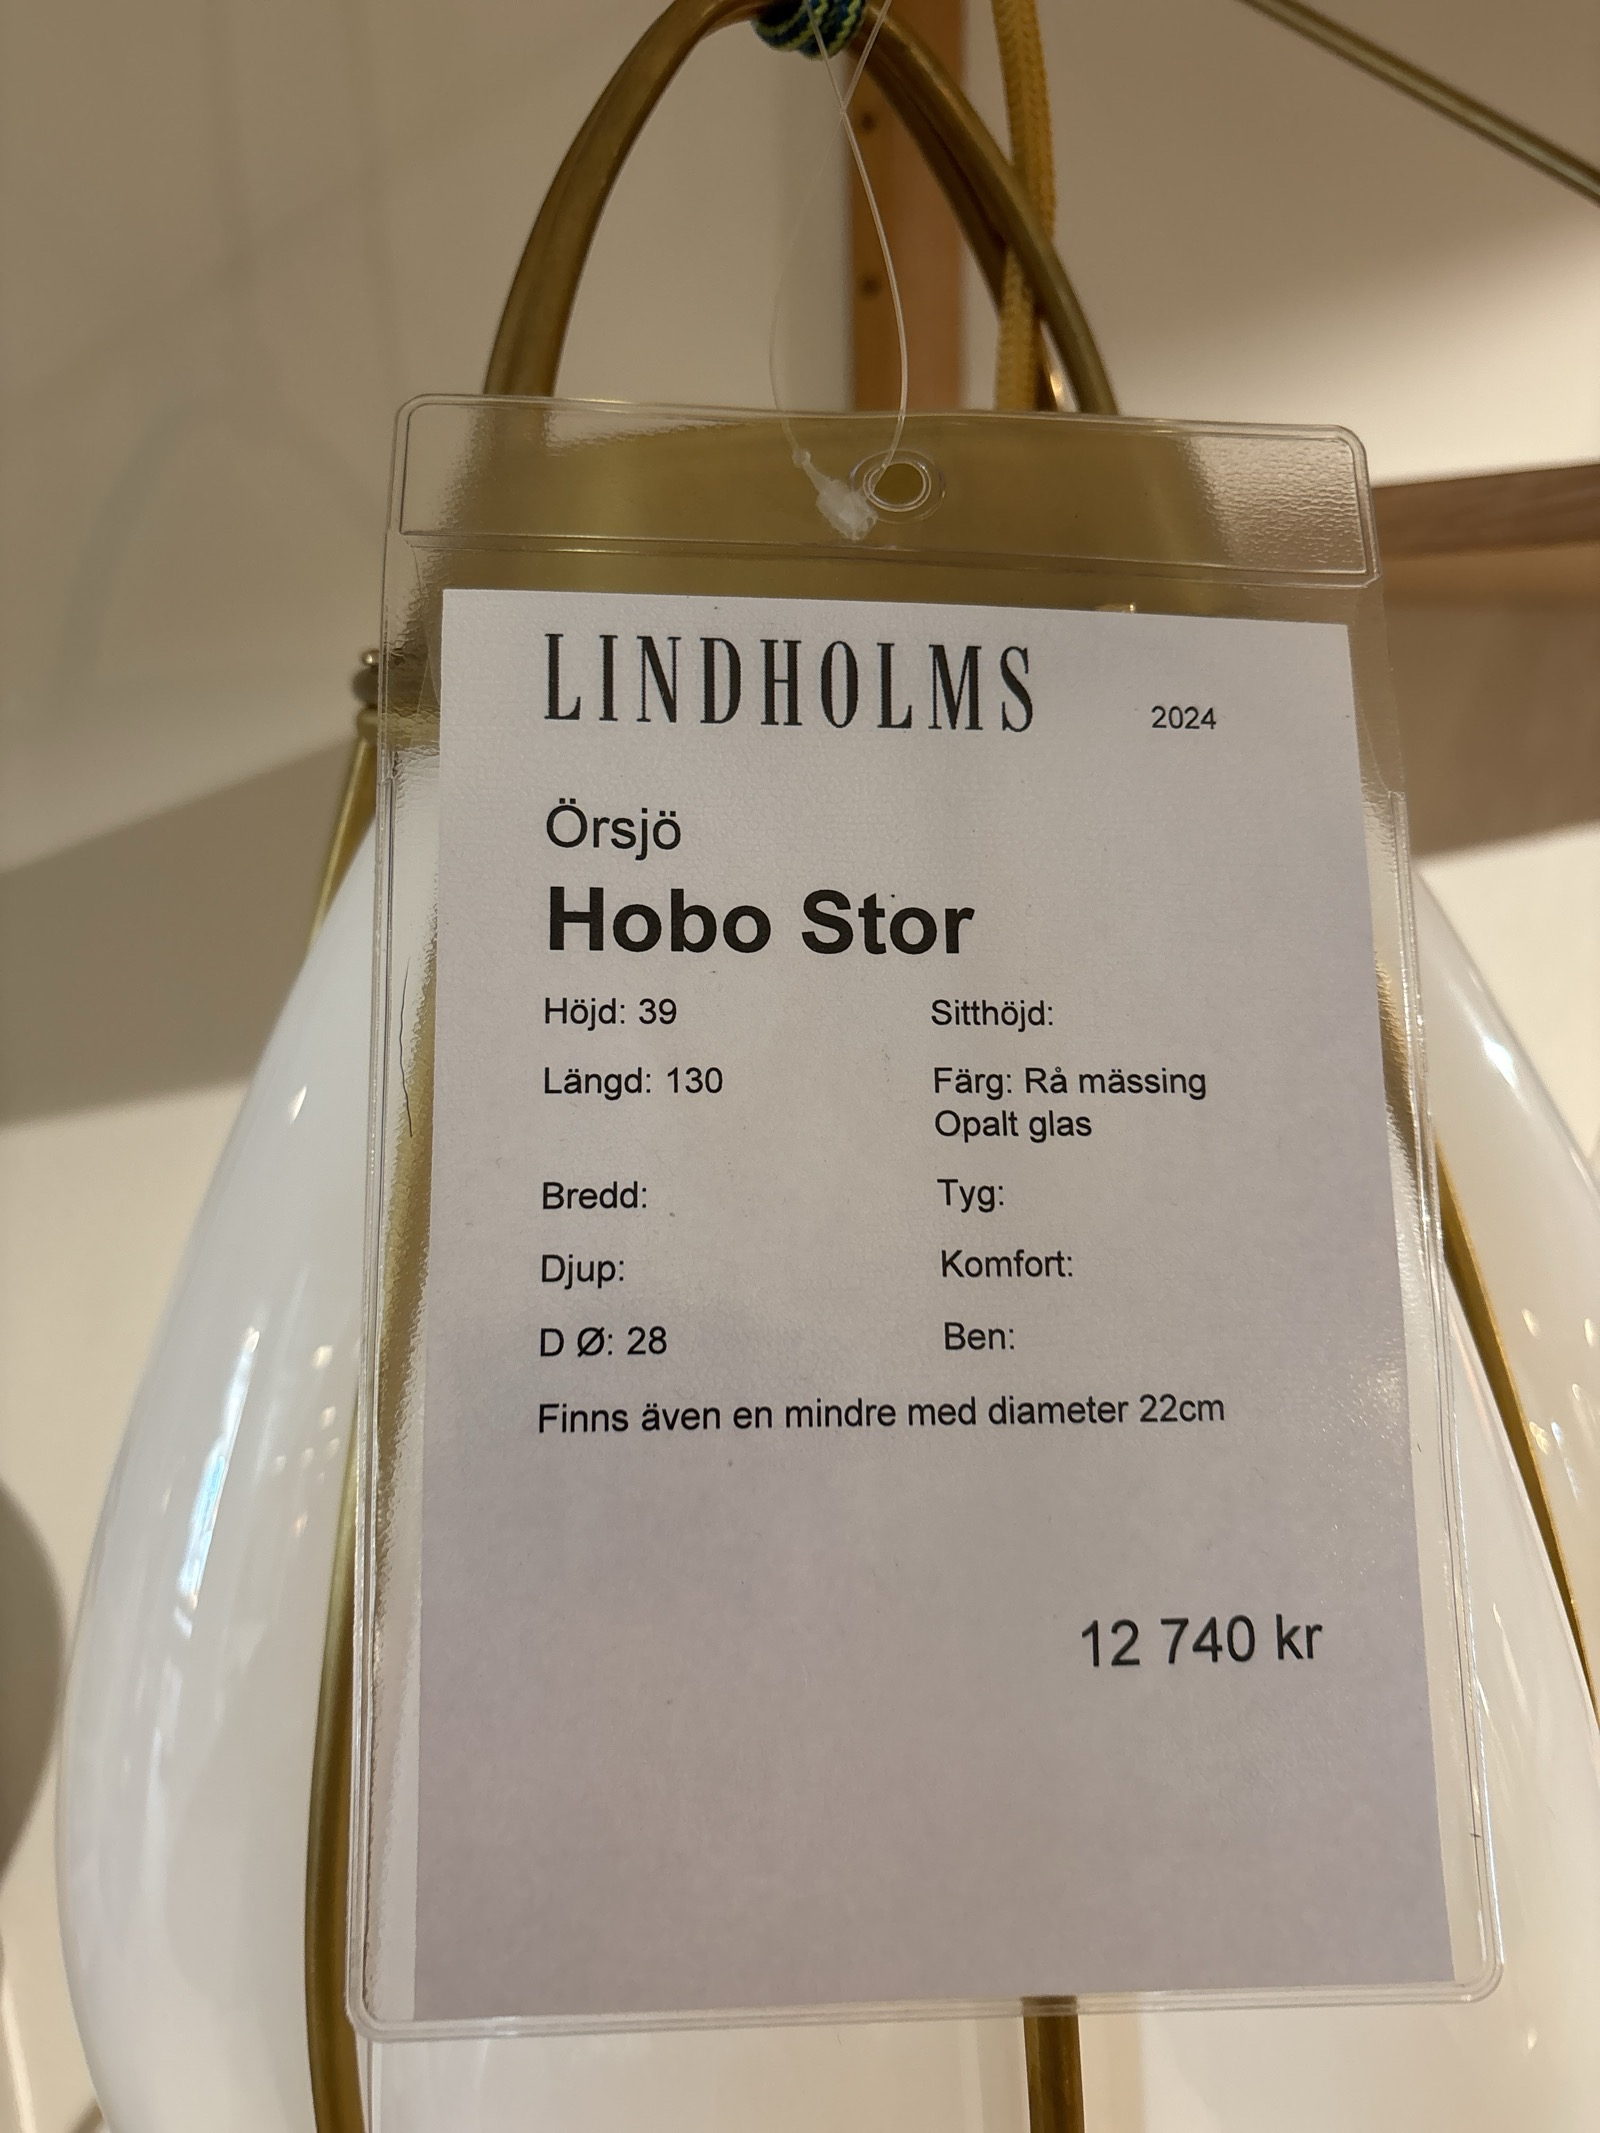 LINDHOLMS 2024
Örsjö
Hobo Stor
Höjd: 39 Sitthöjd:
Längd: 130 Färg: Rå mässing
Opalt glas
Bredd: Tyg:
Djup: Komfort:
D Ø: 28 Ben:
Finns även en mindre med diameter 22cm
12 740 kr